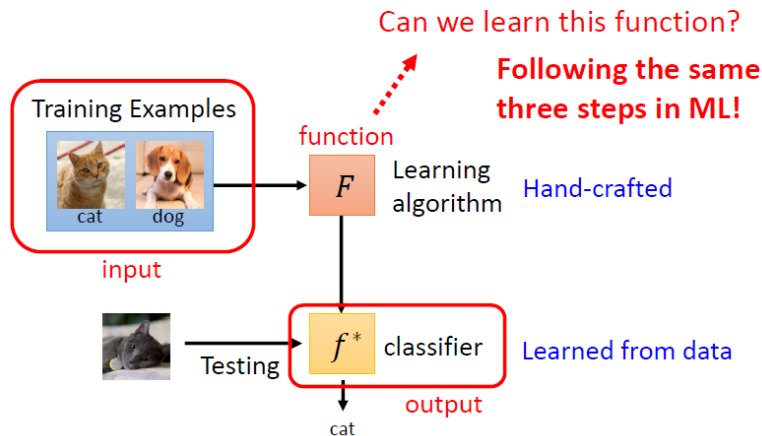 Can we learn this function?
Following the same
three steps in ML!
Training Examples
cat
dog
input
function
F
Learning
algorithm
Hand-crafted
Testing
f*
classifier
Learned from data
output
cat